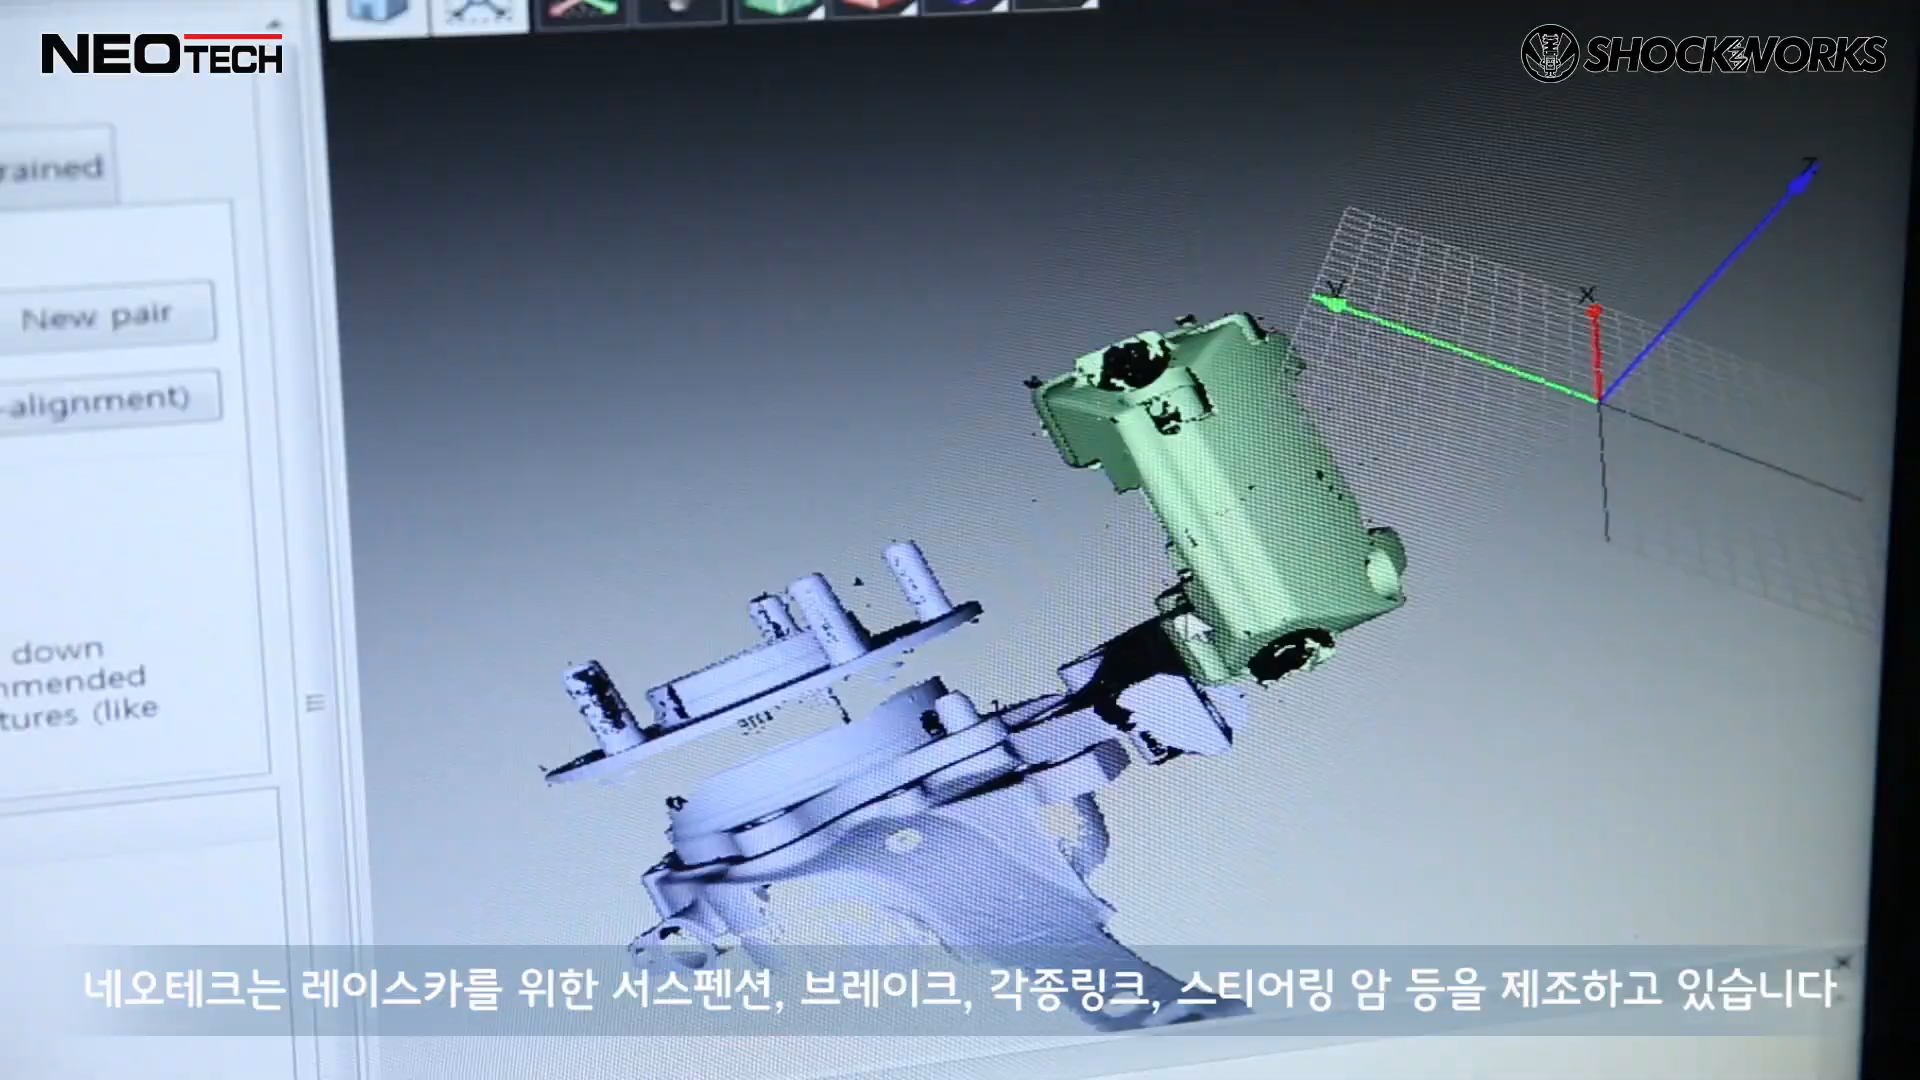 NEOTECH
SHOCKWORKS
rained
New pair
-alignment)
down
mmended
tures (like
Z
Y
X
네오테크는 레이스카를 위한 서스펜션, 브레이크, 각종링크, 스티어링 암 등을 제조하고 있습니다